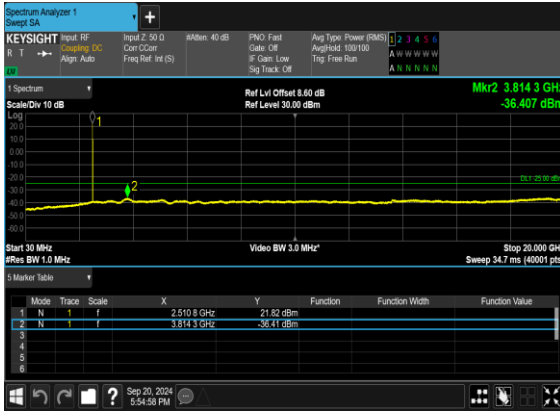 Spectrum Analyzer 1
Swept SA
+
KEYSIGHT
R T
Input: RF
Coupling: DC
Align: Auto
Input Z: 50 Ω
Corr CCorr
Freq Ref: Int (S)
#Atten: 40 dB
PNO: Fast
Gate: Off
IF Gain: Low
Sig Track: Off
Avg Type: Power (RMS)
Avg|Hold: 100/100
Trig: Free Run
1 2 3 4 5 6
A W W W W W
A N N N N N
1 Spectrum
Scale/Div 10 dB
Ref Lvl Offset 8.60 dB
Ref Level 30.00 dBm
Mkr2 3.814 3 GHz
-36.407 dBm
Log
20.0
10.0
0.00
-10.0
-20.0
-30.0
-40.0
-50.0
-60.0
1
2
DL1 -25.00 dBm
Start 30 MHz
#Res BW 1.0 MHz
Video BW 3.0 MHz*
Stop 20.000 GHz
Sweep 34.7 ms (40001 pts)
5 Marker Table
Mode Trace Scale X Y Function Function Width Function Value
1 N 1 f 2.510 8 GHz 21.82 dBm
2 N 1 f 3.814 3 GHz -36.41 dBm
3
4
5
6
?
Sep 20, 2024
5:54:58 PM